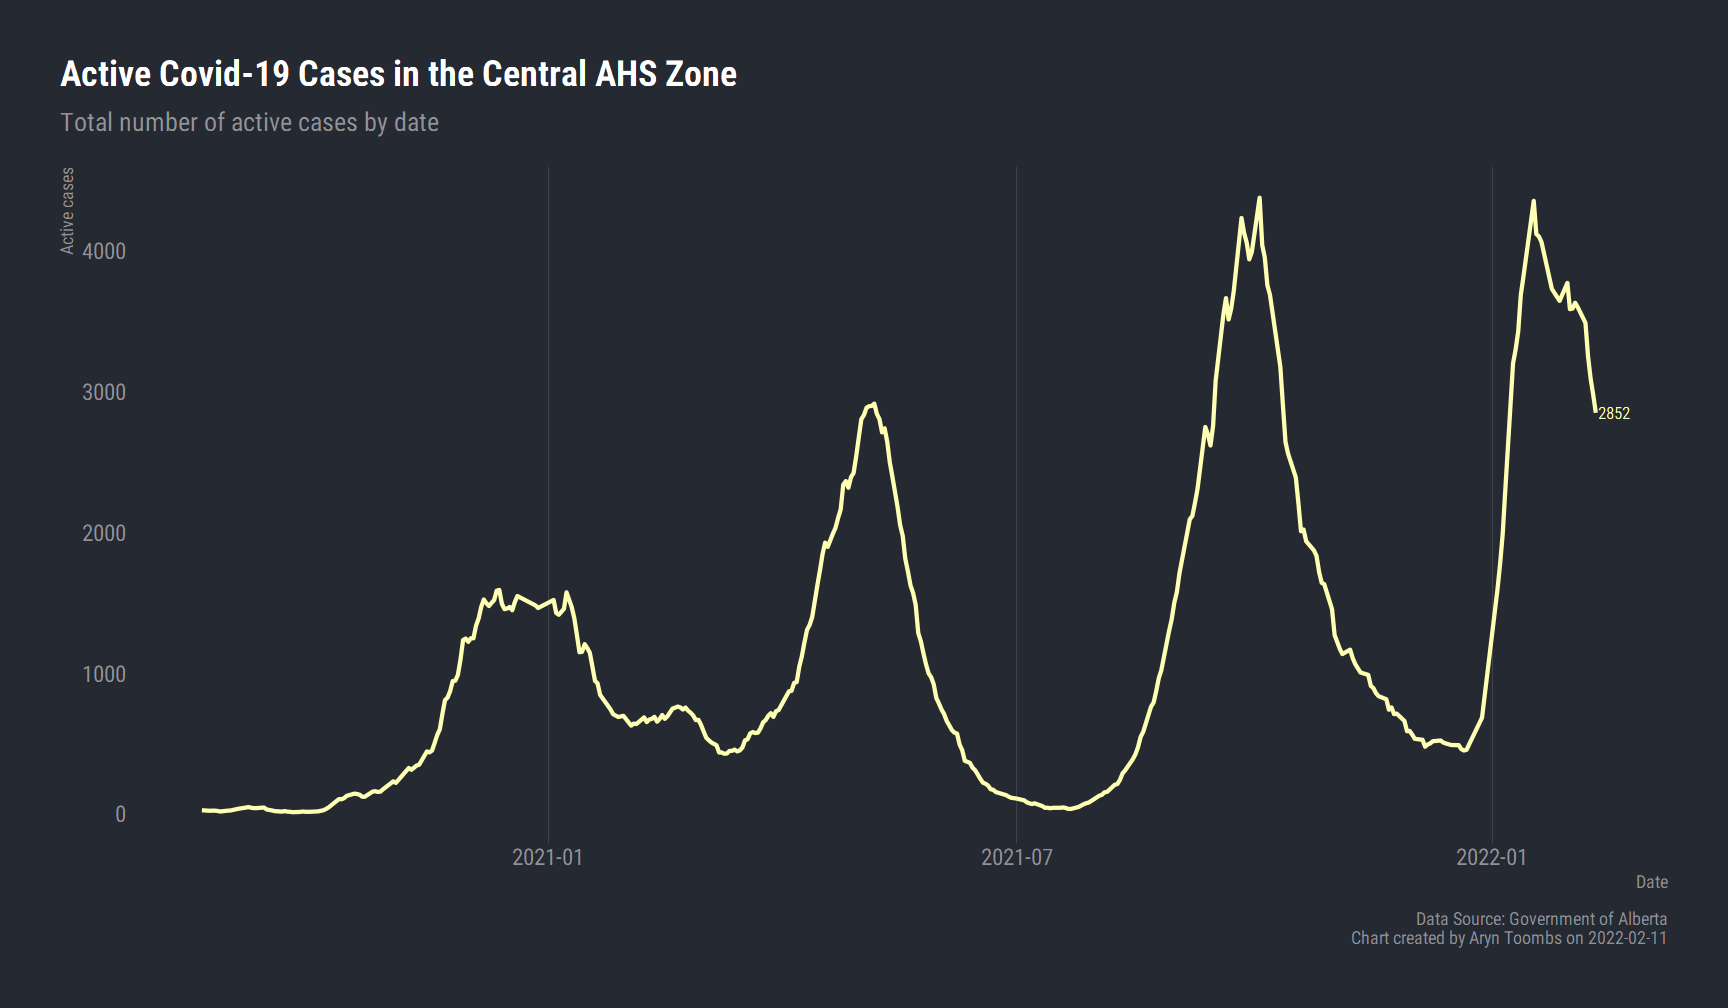 Active Covid-19 Cases in the Central AHS Zone
Total number of active cases by date
Active cases
4000
3000
2000
1000
0
2852
2021-01
2021-07
2022-01
Date
Data Source: Government of Alberta
Chart created by Aryn Toombs on 2022-02-11